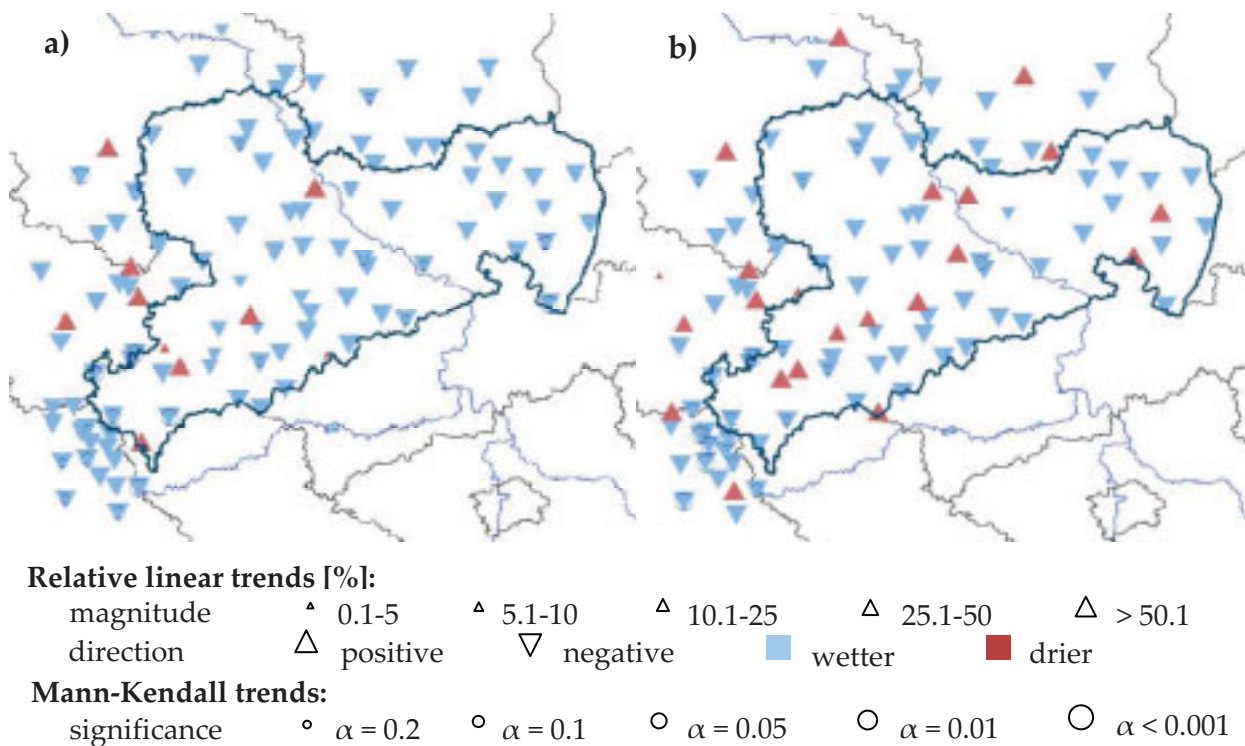 a) b)
Relative linear trends [%]:
magnitude 0.1-5 5.1-10 10.1-25 25.1-50 > 50.1
direction positive negative wetter drier
Mann-Kendall trends:
significance α = 0.2 α = 0.1 α = 0.05 α = 0.01 α < 0.001